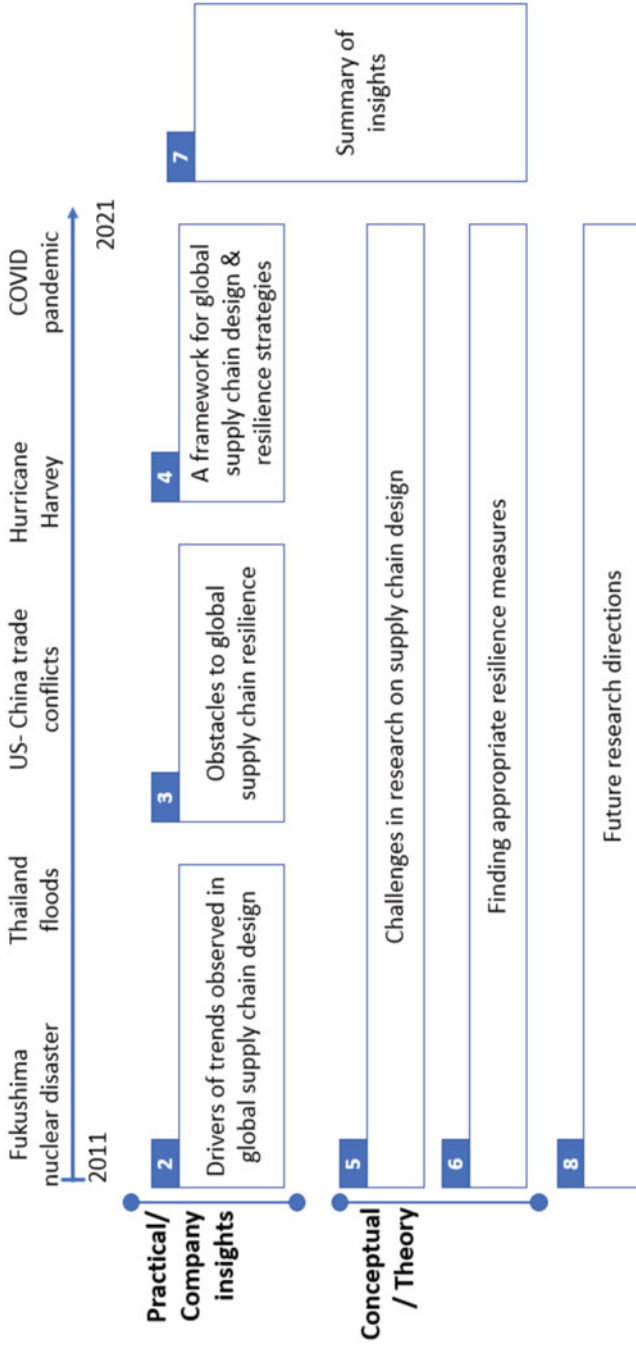 Fukushima
nuclear disaster
Thailand
floods
US- China trade
conflicts
Hurricane
Harvey
COVID
pandemic
2011
2021
Practical/
Company
insights
2
Drivers of trends observed in
global supply chain design
3
Obstacles to global
supply chain resilience
4
A framework for global
supply chain design &
resilience strategies
Conceptual
/ Theory
5
Challenges in research on supply chain design
6
Finding appropriate resilience measures
7
Summary of
insights
8
Future research directions